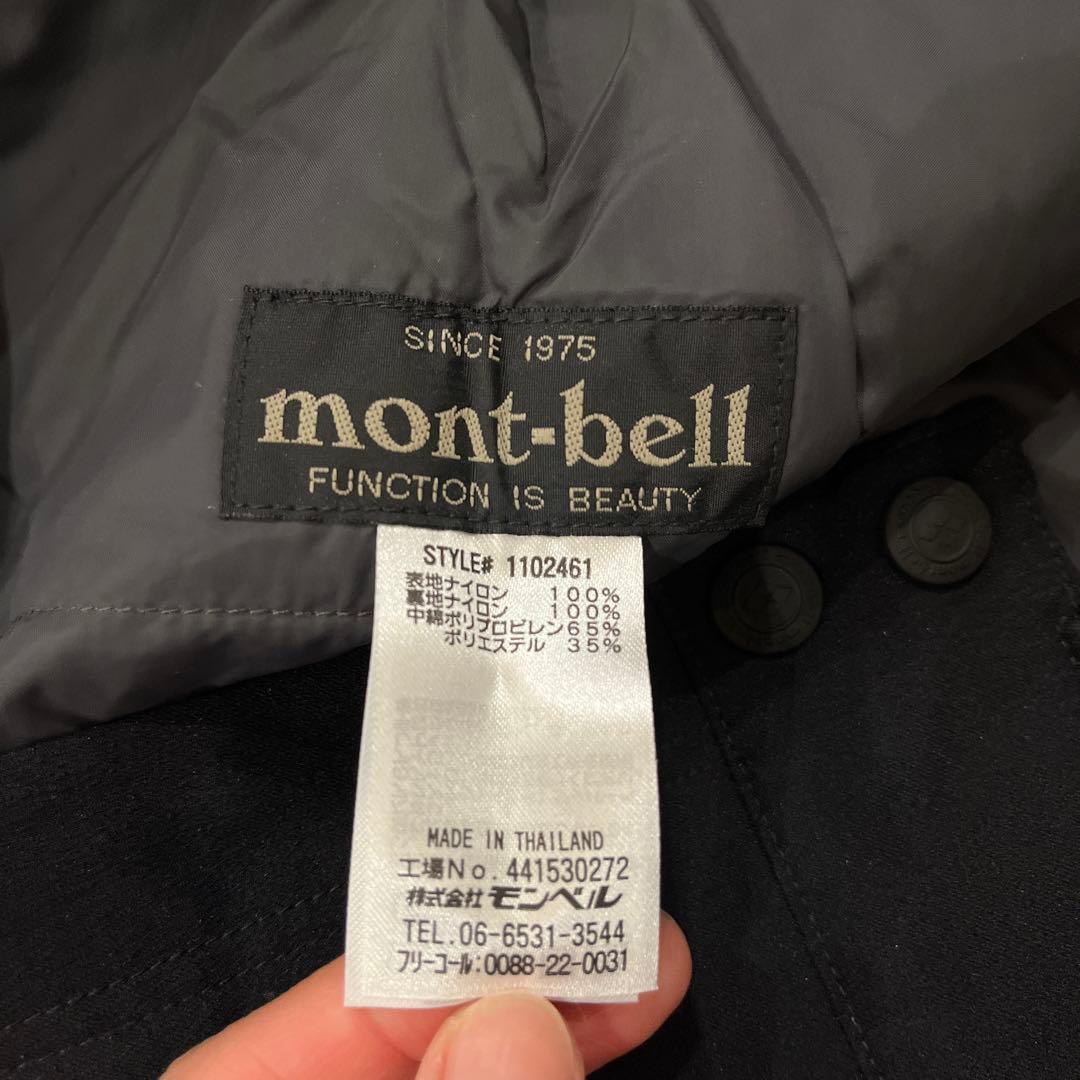 SINCE 1975
mont-bell
FUNCTION IS BEAUTY
STYLE# 1102461
表地ナイロン 100%
裏地ナイロン 100%
中綿ポリプロピレン65%
ポリエステル 35%
MADE IN THAILAND
工場No.441530272
株式会社モンベル
TEL.06-6531-3544
フリーコール:0088-22-0031